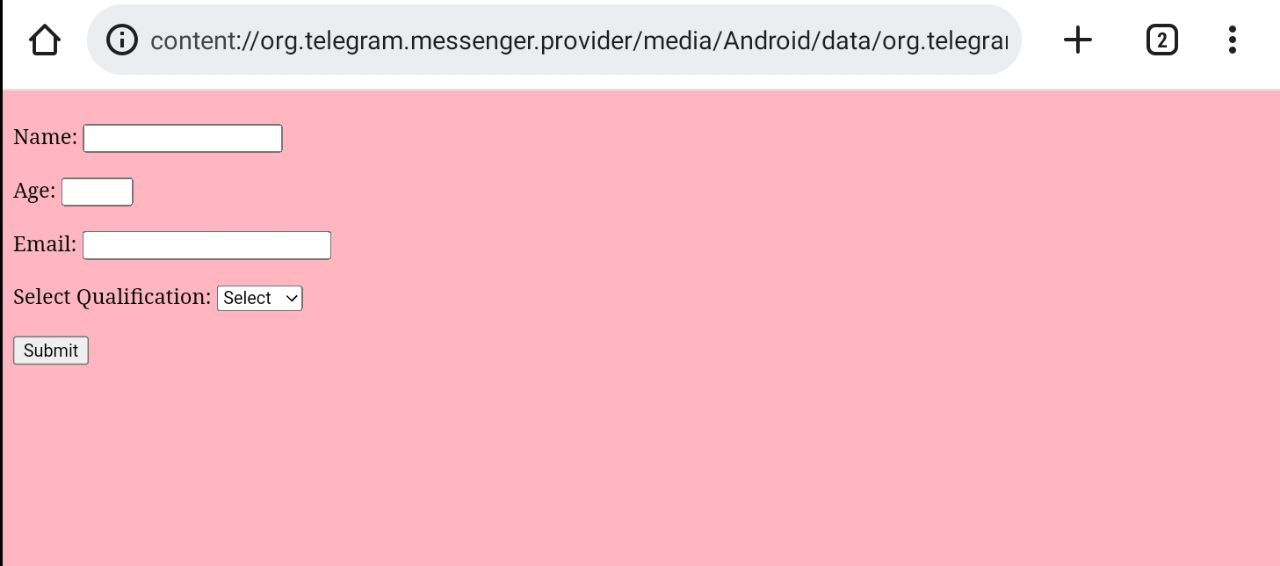 content://org.telegram.messenger.provider/media/Android/data/org.telegra
2
Name:
Age:
Email:
Select Qualification: Select
Submit